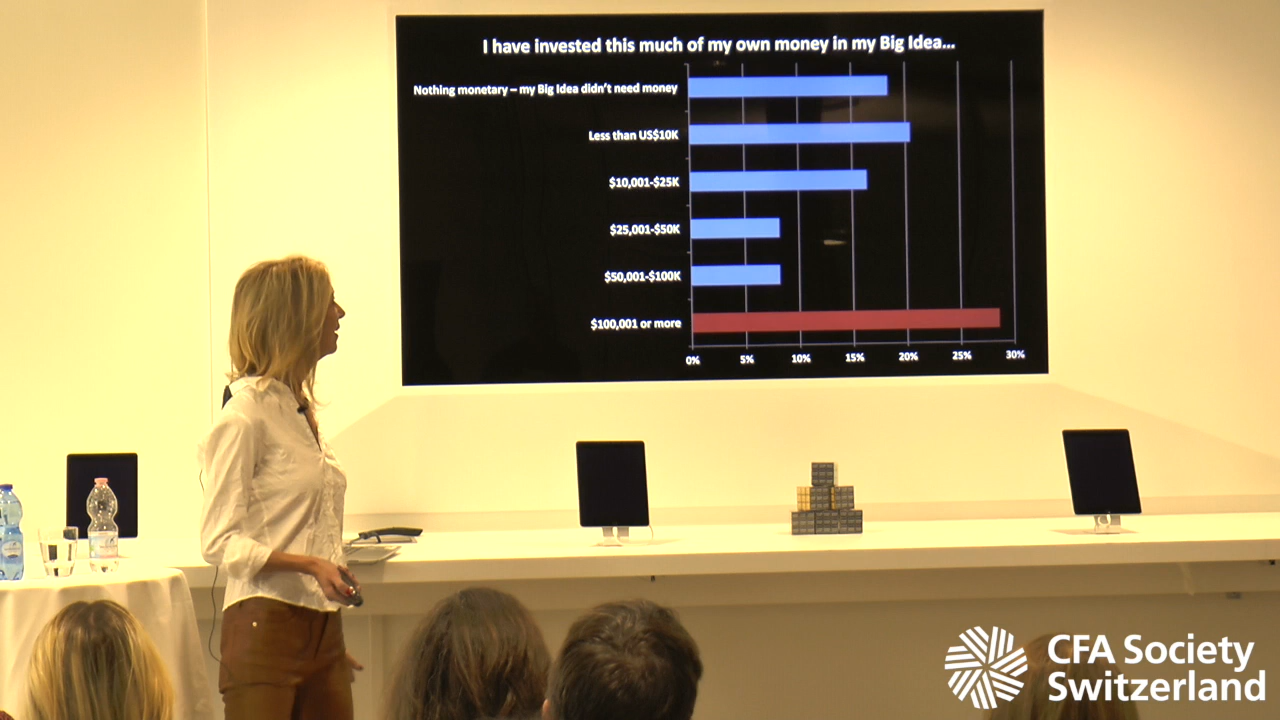 I have invested this much of my own money in my Big Idea...
Nothing monetary – my Big Idea didn't need money
Less than US$10K
$10,001-$25K
$25,001-$50K
$50,001-$100K
$100,001 or more
0% 5% 10% 15% 20% 25% 30%
CFA Society
Switzerland